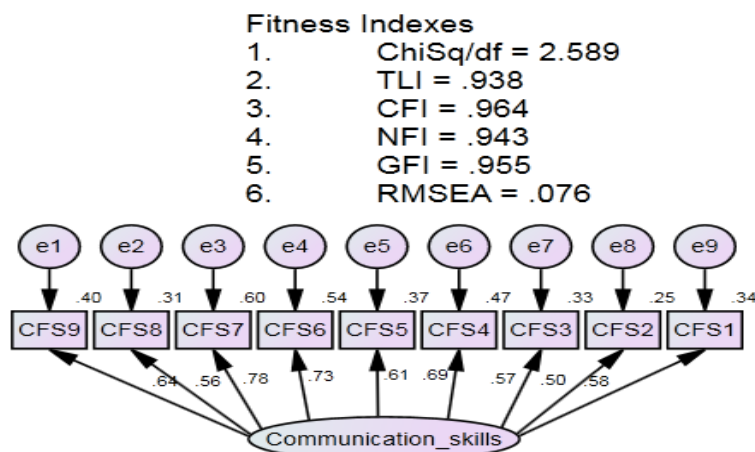 Fitness Indexes
1. ChiSq/df = 2.589
2. TLI = .938
3. CFI = .964
4. NFI = .943
5. GFI = .955
6. RMSEA = .076
e1 e2 e3 e4 e5 e6 e7 e8 e9
.40 .31 .60 .54 .37 .47 .33 .25 .34
CFS9 CFS8 CFS7 CFS6 CFS5 CFS4 CFS3 CFS2 CFS1
.64 .56 .78 .73 .61 .69 .57 .50 .58
Communication_skills